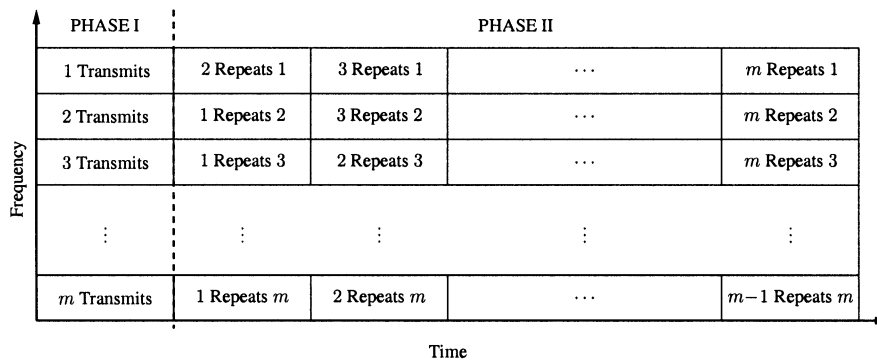 PHASE I PHASE II
1 Transmits 2 Repeats 1 3 Repeats 1 ... m Repeats 1
2 Transmits 1 Repeats 2 3 Repeats 2 ... m Repeats 2
3 Transmits 1 Repeats 3 2 Repeats 3 ... m Repeats 3
⋮ ⋮ ⋮ ⋮ ⋮
m Transmits 1 Repeats m 2 Repeats m ... m−1 Repeats m
Frequency
Time